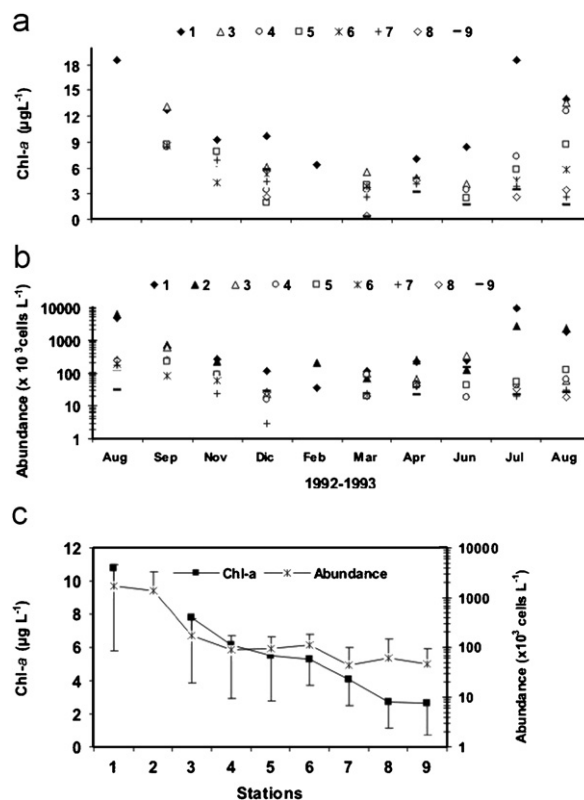 a
1 3 4 5 6 7 8 9
Chl-a (µgL⁻¹)
18
15
12
9
6
3
0
b
1 2 3 4 5 6 7 8 9
Abundance (x 10³cells L⁻¹)
10000
1000
100
10
1
Aug Sep Nov Dic Feb Mar Apr Jun Jul Aug
1992-1993
c
Chl-a Abundance
Chl-a (µg L⁻¹)
12
10
8
6
4
2
0
10000
1000
100
10
1
Abundance (x10³ cells L⁻¹)
1 2 3 4 5 6 7 8 9
Stations